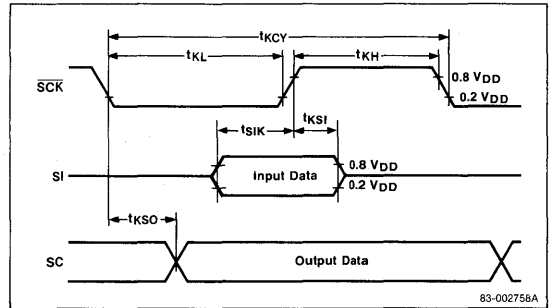 tKCY
tKL
tKH
SCK
0.8 VDD
0.2 VDD
tSIK
tKSI
SI
Input Data
0.8 VDD
0.2 VDD
tKSO
SC
Output Data
83-002758A